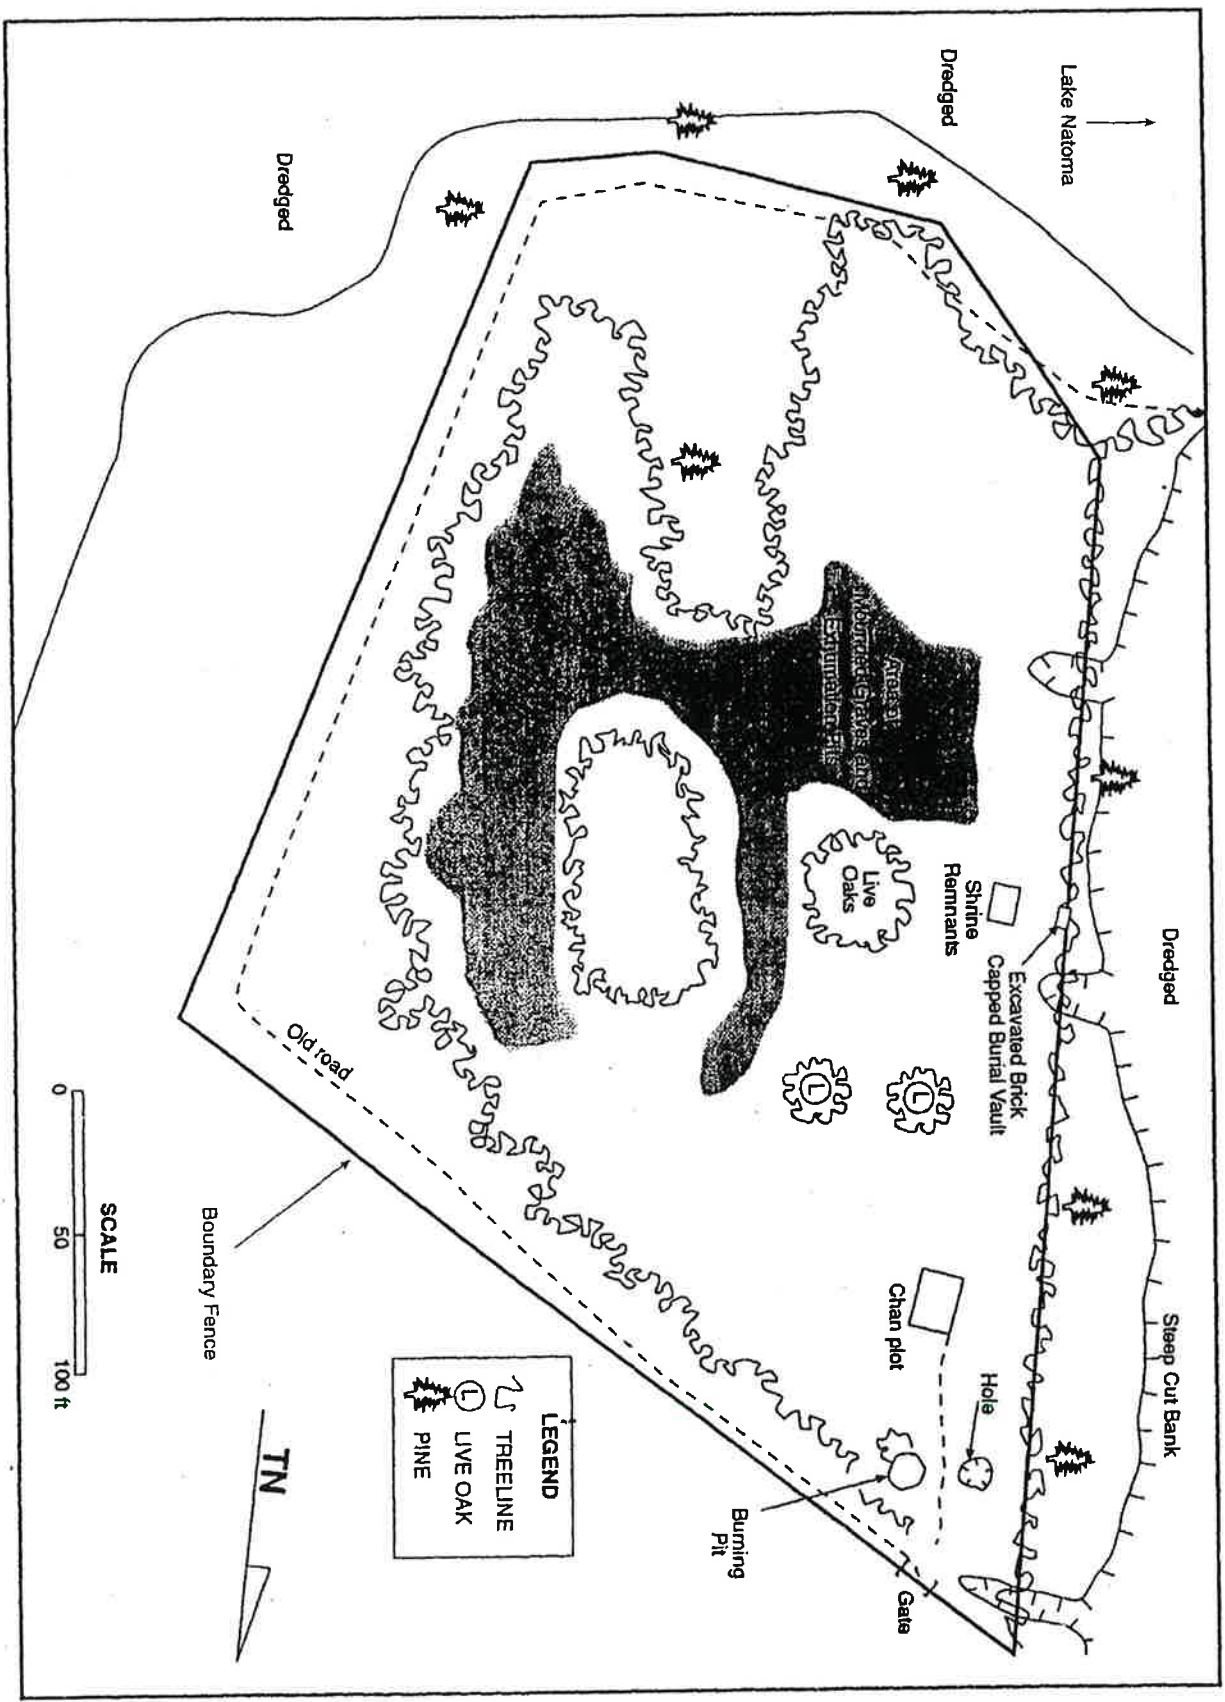 Lake Natoma
Dredged
Dredged
Dredged
Steep Cut Bank
Area of
Mounded Graves and
Exhumation Pits
Live
Oaks
Shrine
Remnants
Excavated Brick
Capped Burial Vault
L
L
Chan plot
Hole
Burning
Pit
Gate
Old road
Boundary Fence
LEGEND
TREELINE
L LIVE OAK
PINE
SCALE
0 50 100 ft
TN